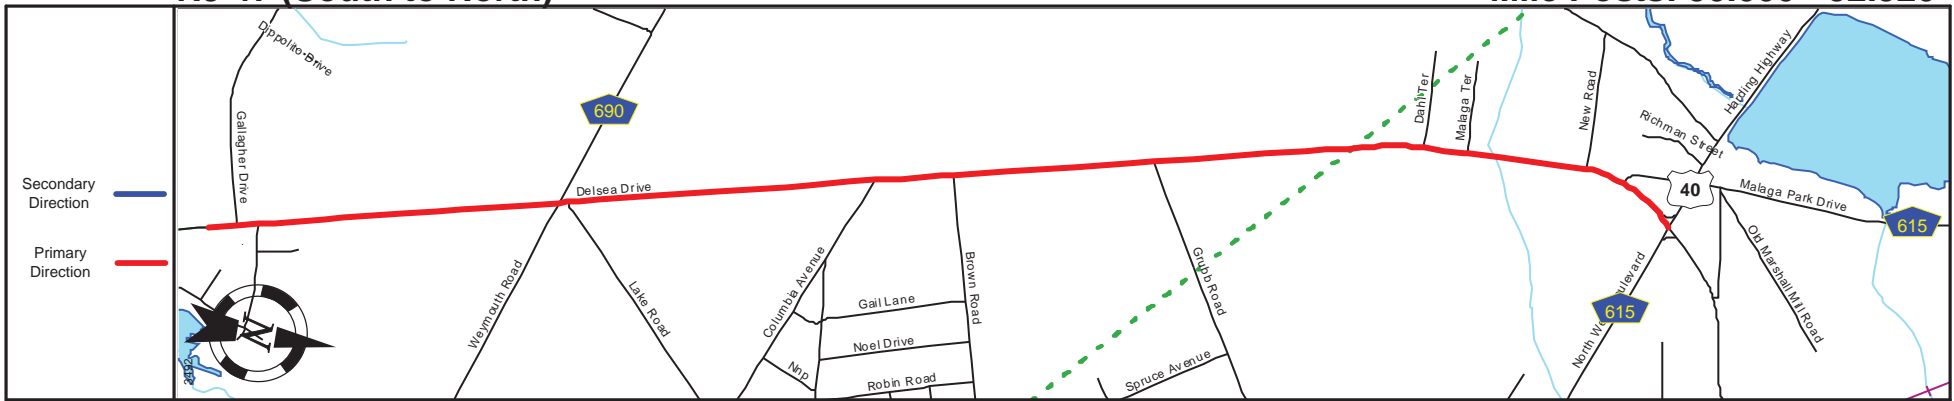 Secondary
Direction
Primary
Direction
Dippolito Drive
Gallagher Drive
690
Delsea Drive
Weymouth Road
Lake Road
Columbia Avenue
Gail Lane
Noel Drive
Nnp
Robin Road
Brown Road
Grubb Road
Spruce Avenue
Dahl Ter
Malaga Ter
New Road
Richman Street
Harding Highway
40
Malaga Park Drive
615
Old Marshall Mill Road
615
North W
ulevard
N